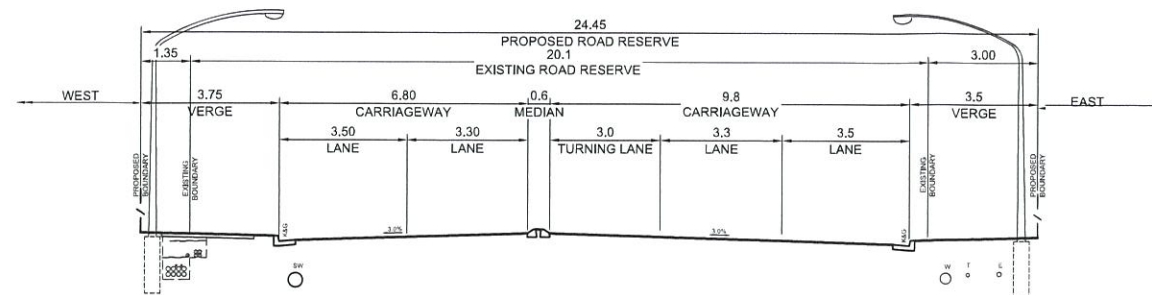 24.45
PROPOSED ROAD RESERVE
1.35 20.1 3.00
EXISTING ROAD RESERVE
WEST 3.75 6.80 0.6 9.8 3.5 EAST
VERGE CARRIAGEWAY MEDIAN CARRIAGEWAY VERGE
3.50 3.30 3.0 3.3 3.5
LANE LANE TURNING LANE LANE LANE
PROPOSED BOUNDARY
EXISTING BOUNDARY
EXISTING BOUNDARY
PROPOSED BOUNDARY
K&G 3.0% 3.0% K&G
SW W T E